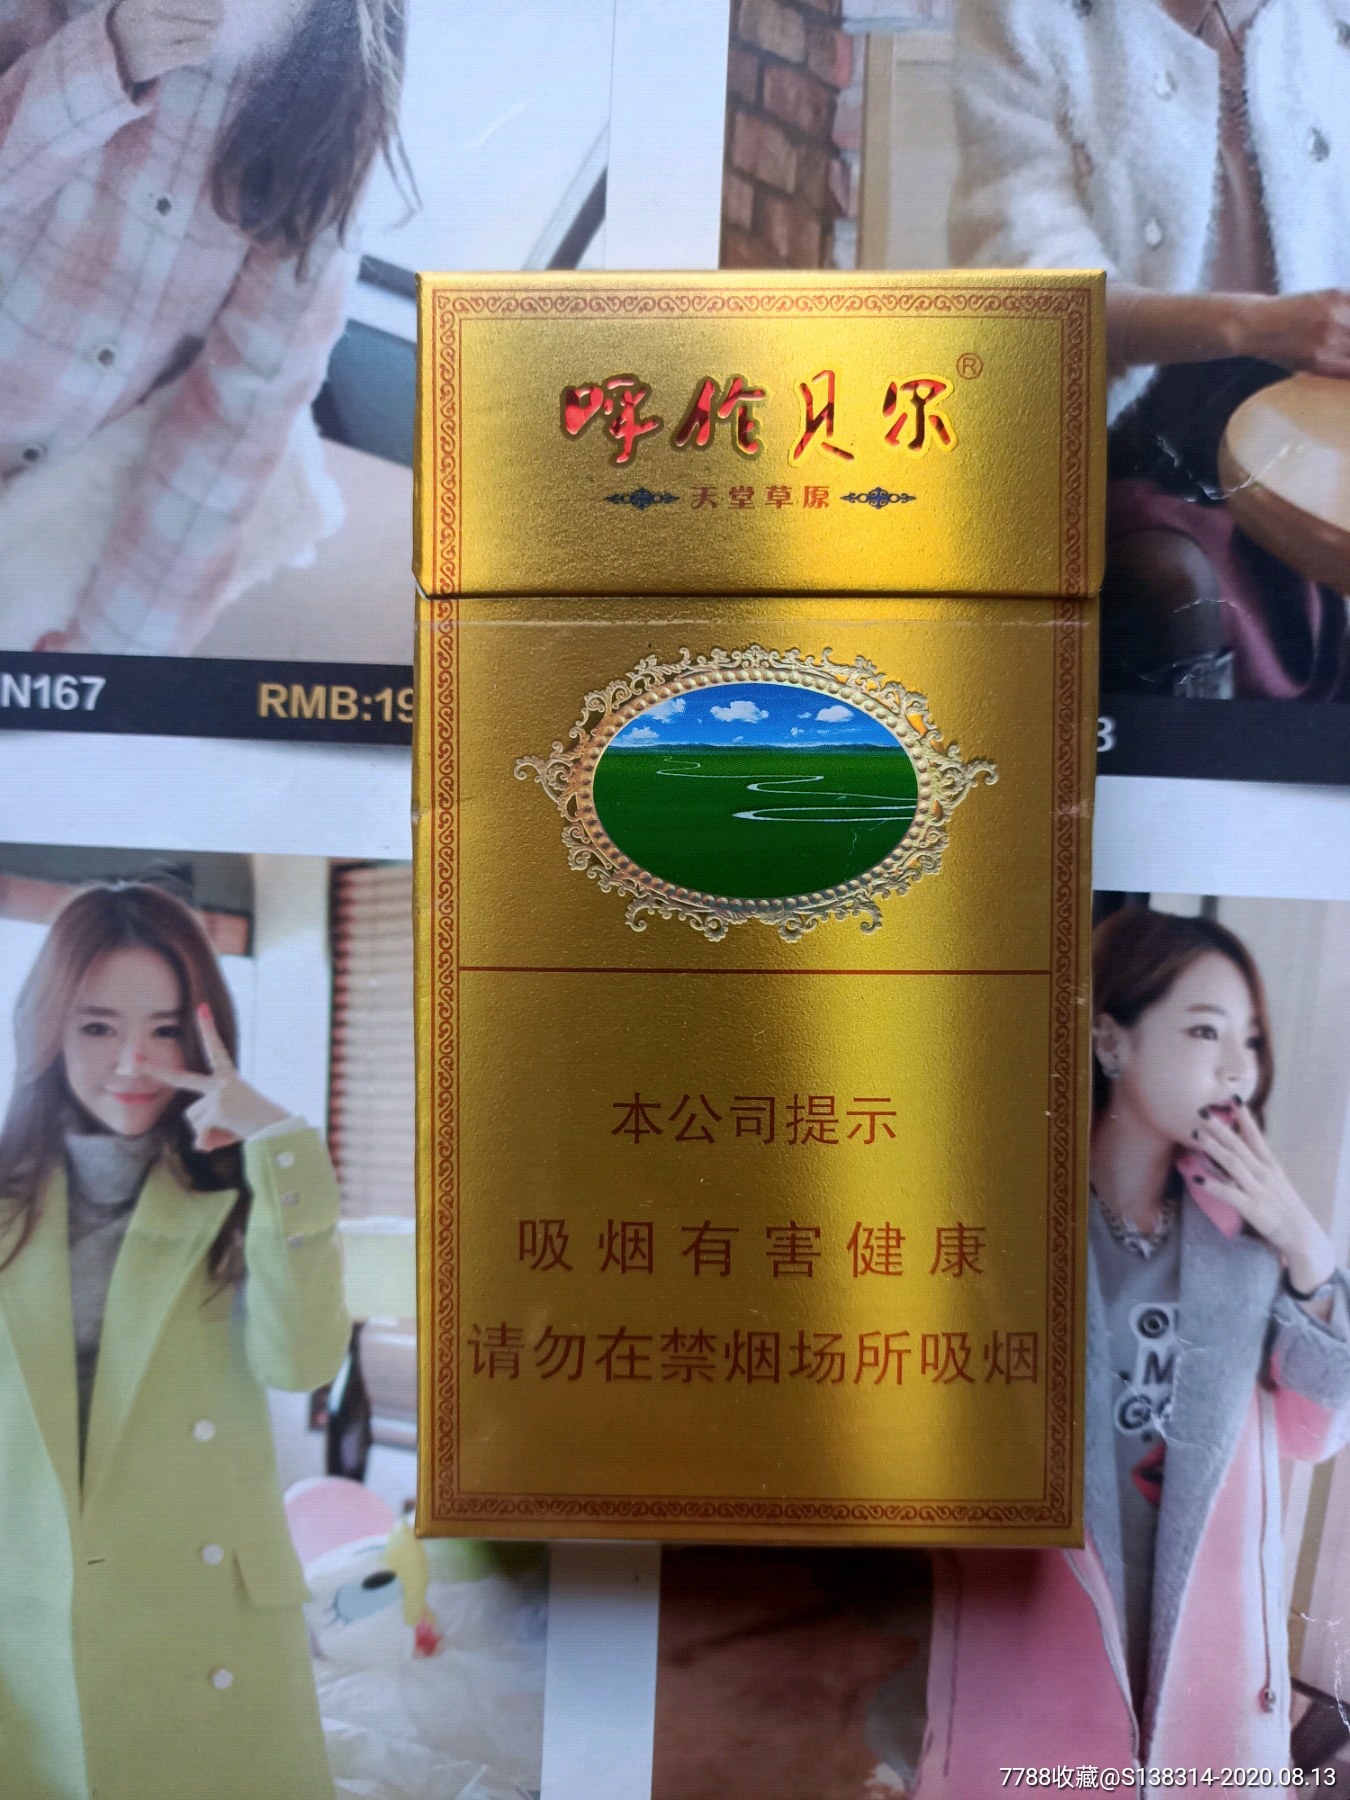 呼伦贝尔®
天堂草原
N167
RMB:19
3
本公司提示
吸烟有害健康
请勿在禁烟场所吸烟
7788收藏@S138314-2020.08.13